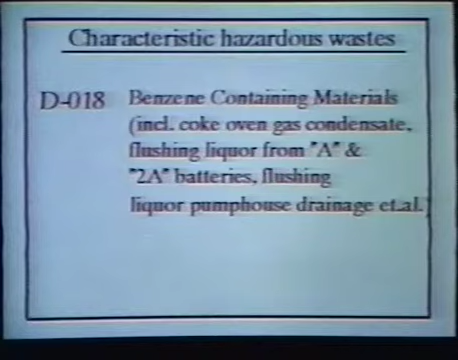 Characteristic hazardous wastes
D-018 Benzene Containing Materials
(incl. coke oven gas condensate,
flushing liquor from "A" &
"2A" batteries, flushing
liquor pumphouse drainage et.al.)